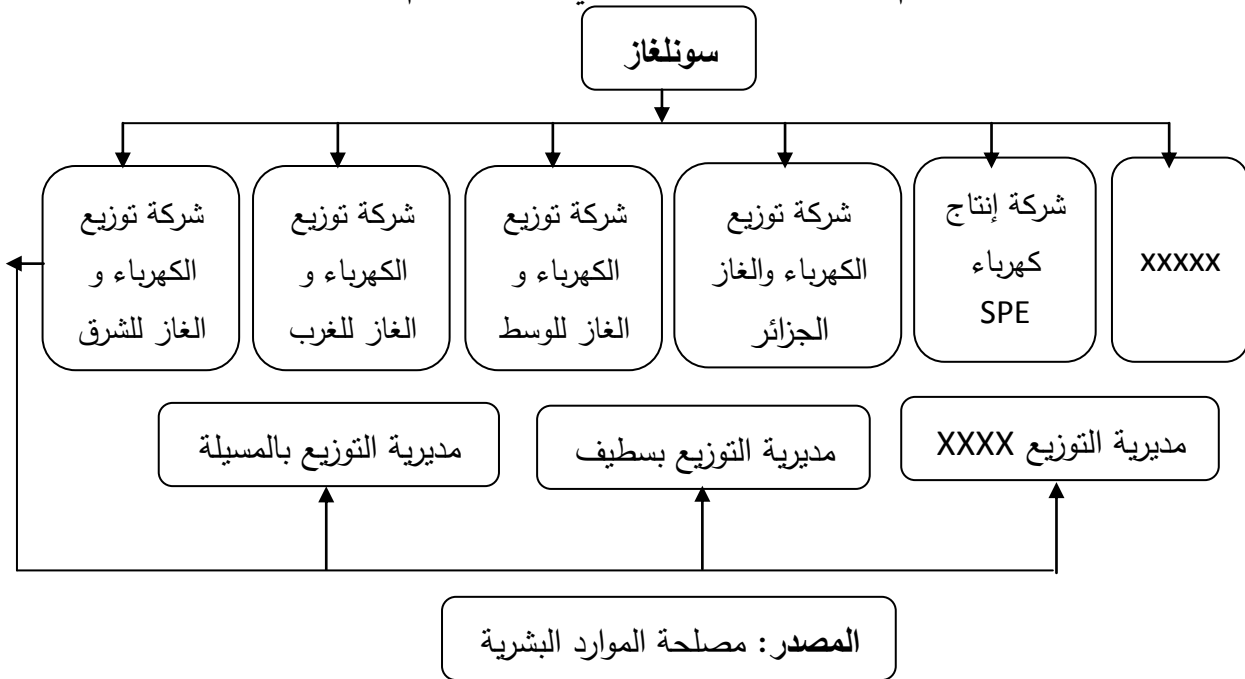 سونلغاز
xxxxx
شركة إنتاج
كهرباء
SPE
شركة توزيع
الكهرباء والغاز
الجزائر
شركة توزيع
الكهرباء و
الغاز للوسط
شركة توزيع
الكهرباء و
الغاز للغرب
شركة توزيع
الكهرباء و
الغاز للشرق
مديرية التوزيع XXXX
مديرية التوزيع بسطيف
مديرية التوزيع بالمسيلة
المصدر: مصلحة الموارد البشرية